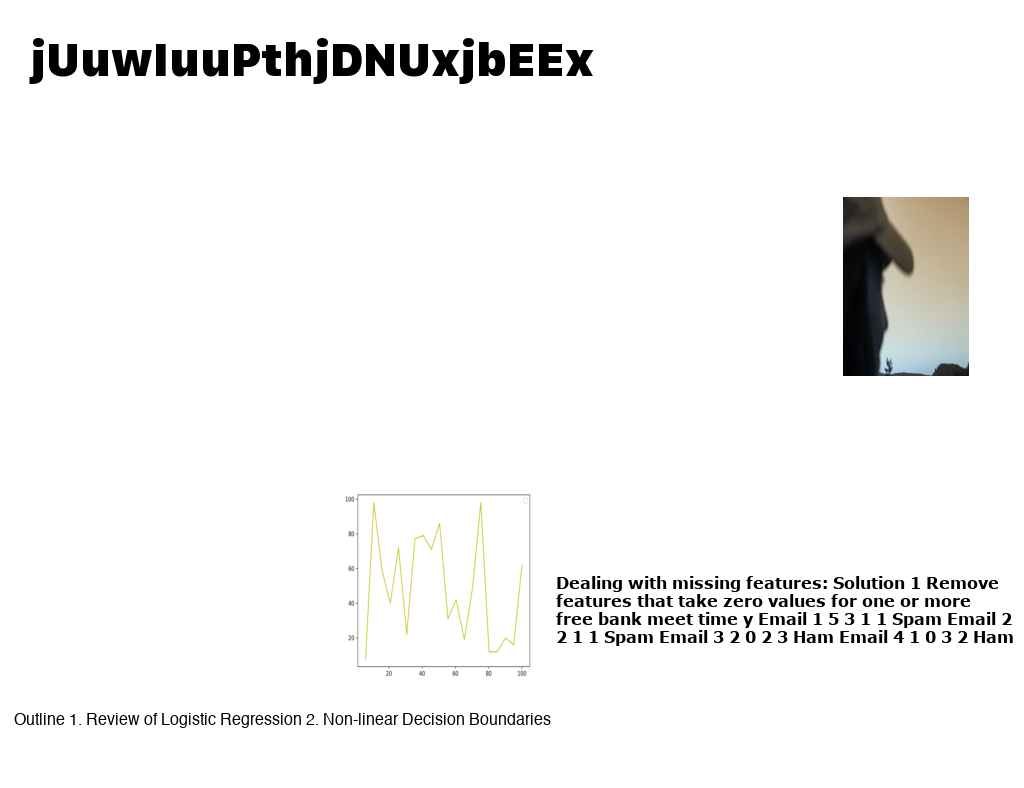 jUuwIuuPthjDNUxjbEEx
100
80
60
40
20
20 40 60 80 100
Dealing with missing features: Solution 1 Remove
features that take zero values for one or more
free bank meet time y Email 1 5 3 1 1 Spam Email 2
2 1 1 Spam Email 3 2 0 2 3 Ham Email 4 1 0 3 2 Ham
Outline 1. Review of Logistic Regression 2. Non-linear Decision Boundaries